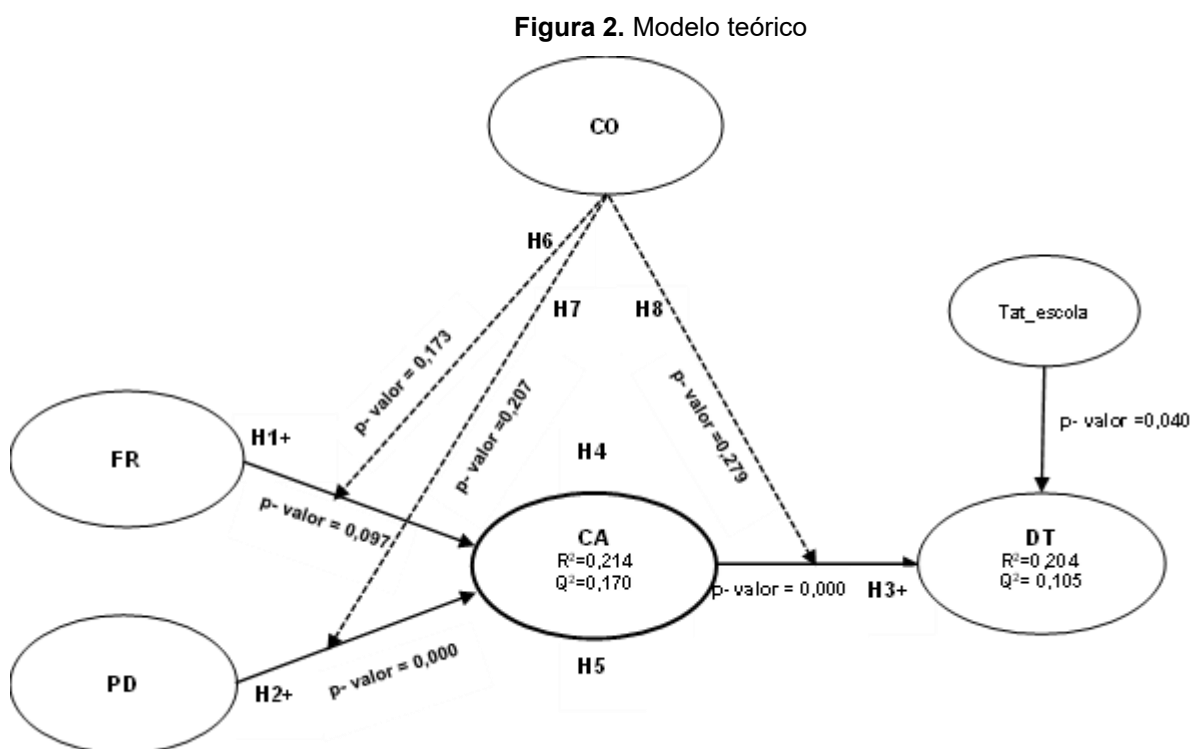 Figura 2. Modelo teórico
CO
H6
H7
H8
Tat_escola
p- valor = 0,173
p- valor =0,207
p- valor =0,279
p- valor =0,040
H1+
FR
H4
p- valor = 0,097
CA
R²=0,214
Q²=0,170
DT
R²=0,204
Q²= 0,105
p- valor = 0,000
H3+
PD
H2+
p- valor = 0,000
H5